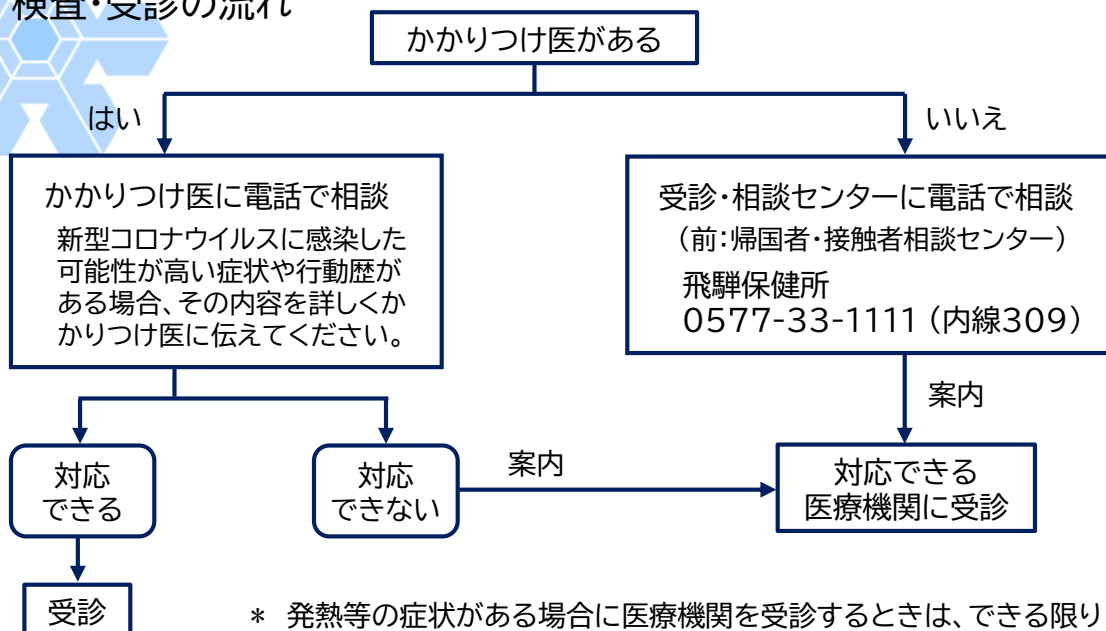 検査・受診の流れ
かかりつけ医がある
はい
いいえ
かかりつけ医に電話で相談
新型コロナウイルスに感染した
可能性が高い症状や行動歴が
ある場合、その内容を詳しくか
かりつけ医に伝えてください。
受診・相談センターに電話で相談
（前：帰国者・接触者相談センター）
飛騨保健所
0577-33-1111（内線309）
案内
対応
できる
対応
できない
案内
対応できる
医療機関に受診
受診
* 発熱等の症状がある場合に医療機関を受診するときは、できる限り